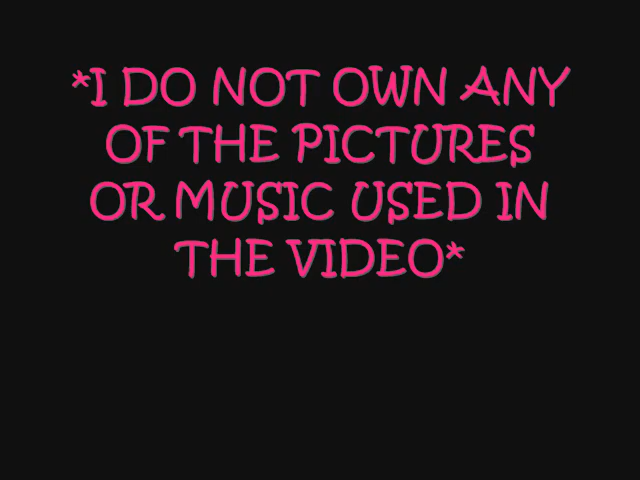 *I DO NOT OWN ANY
OF THE PICTURES
OR MUSIC USED IN
THE VIDEO*